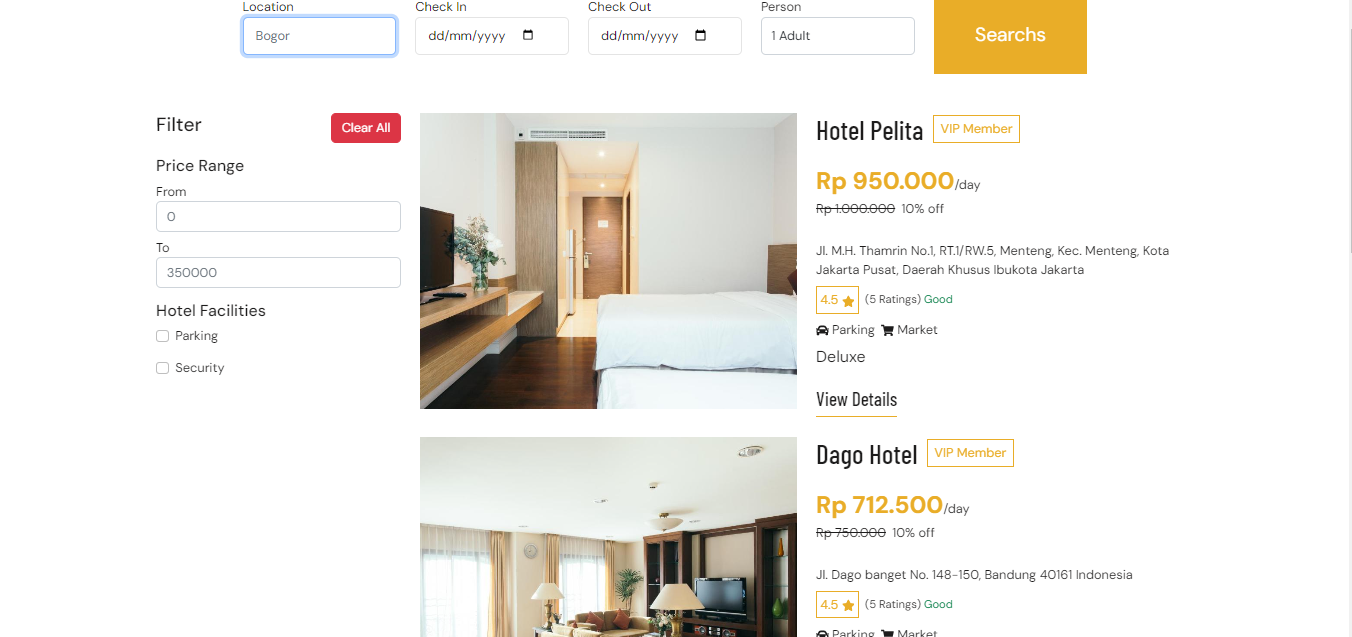 Location
Check In
Check Out
Person
Bogor
dd/mm/yyyy
dd/mm/yyyy
1 Adult
Searchs
Filter
Clear All
Price Range
From
0
To
350000
Hotel Facilities
Parking
Security
Hotel Pelita
VIP Member
Rp 950.000/day
Rp 1.000.000 10% off
Jl. M.H. Thamrin No.1, RT.1/RW.5, Menteng, Kec. Menteng, Kota
Jakarta Pusat, Daerah Khusus Ibukota Jakarta
4.5 (5 Ratings) Good
Parking Market
Deluxe
View Details
Dago Hotel
VIP Member
Rp 712.500/day
Rp 750.000 10% off
Jl. Dago banget No. 148-150, Bandung 40161 Indonesia
4.5 (5 Ratings) Good
Parking Market